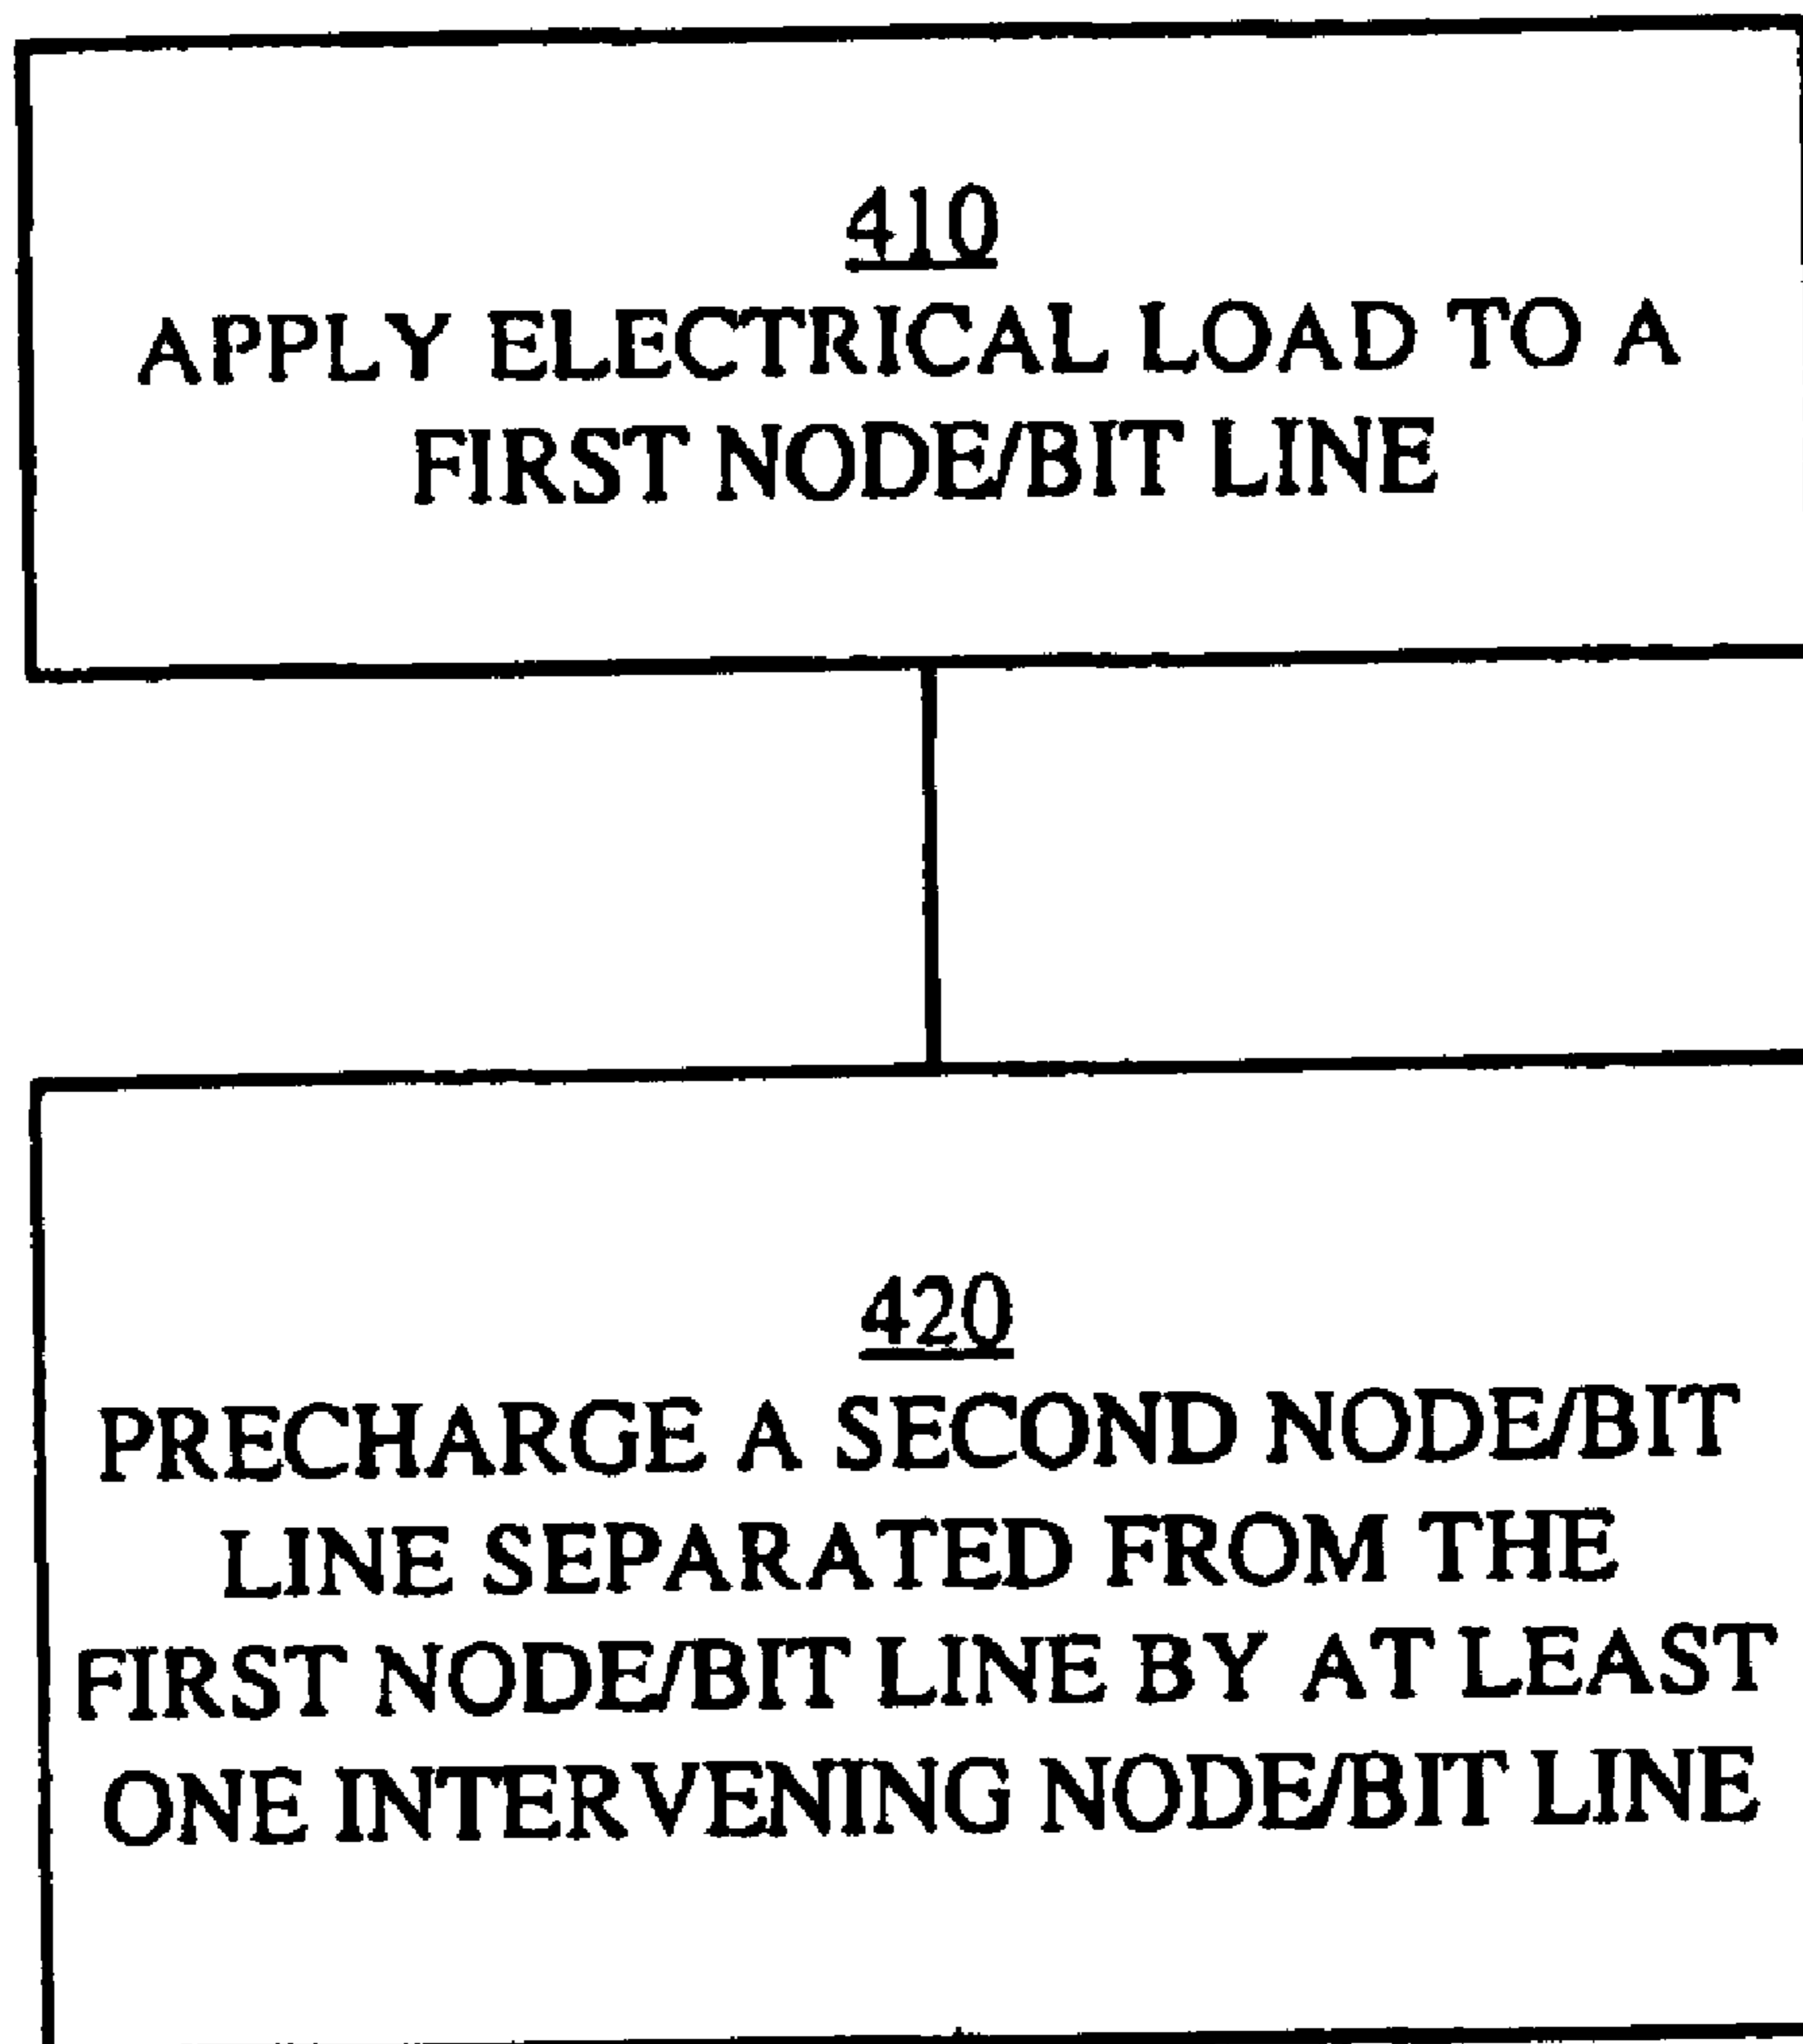 410
APPLY ELECTRICAL LOAD TO A
FIRST NODE/BIT LINE
420
PRECHARGE A SECOND NODE/BIT
LINE SEPARATED FROM THE
FIRST NODE/BIT LINE BY AT LEAST
ONE INTERVENING NODE/BIT LINE